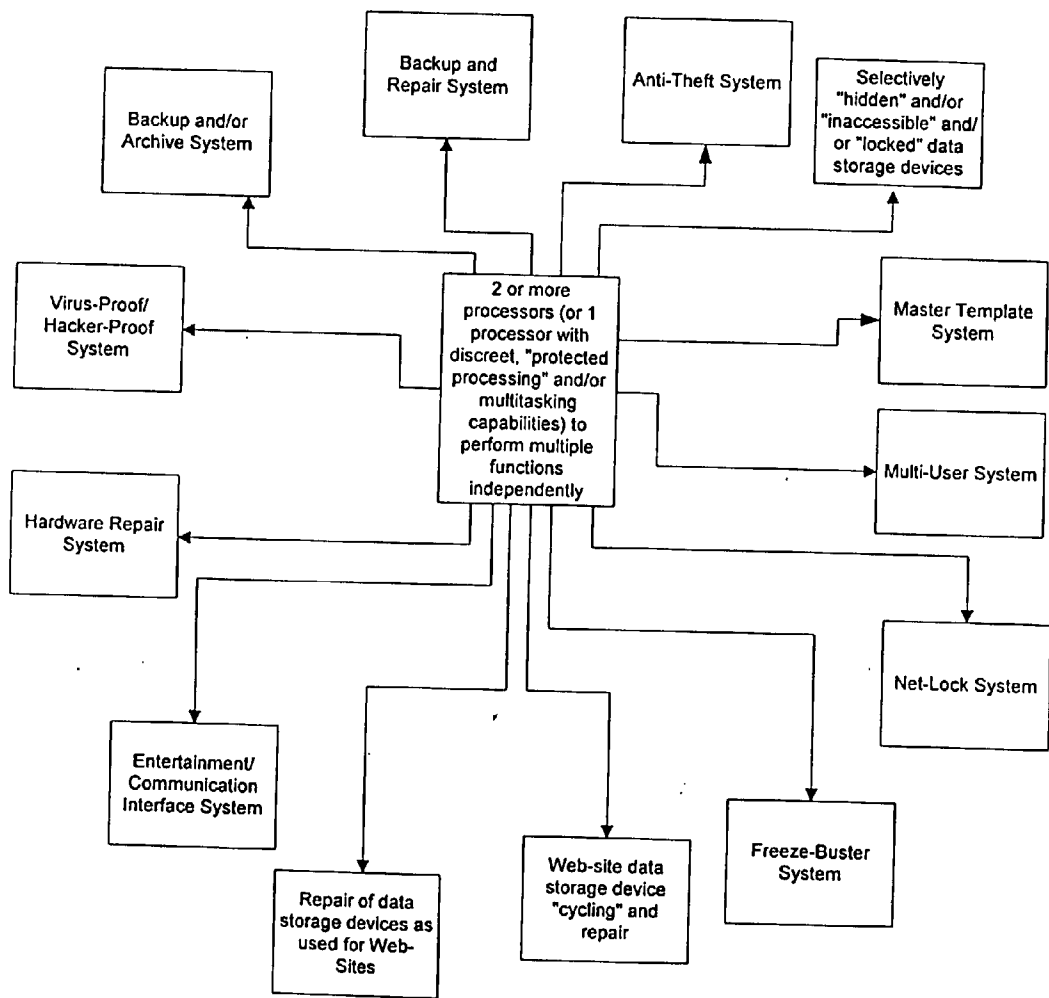 Backup and
Repair System
Anti-Theft System
Selectively
"hidden" and/or
"inaccessible" and/
or "locked" data
storage devices
Backup and/or
Archive System
Virus-Proof/
Hacker-Proof
System
2 or more
processors (or 1
processor with
discreet, "protected
processing" and/or
multitasking
capabilities) to
perform multiple
functions
independently
Master Template
System
Multi-User System
Hardware Repair
System
Net-Lock System
Entertainment/
Communication
Interface System
Freeze-Buster
System
Repair of data
storage devices as
used for Web-
Sites
Web-site data
storage device
"cycling" and
repair